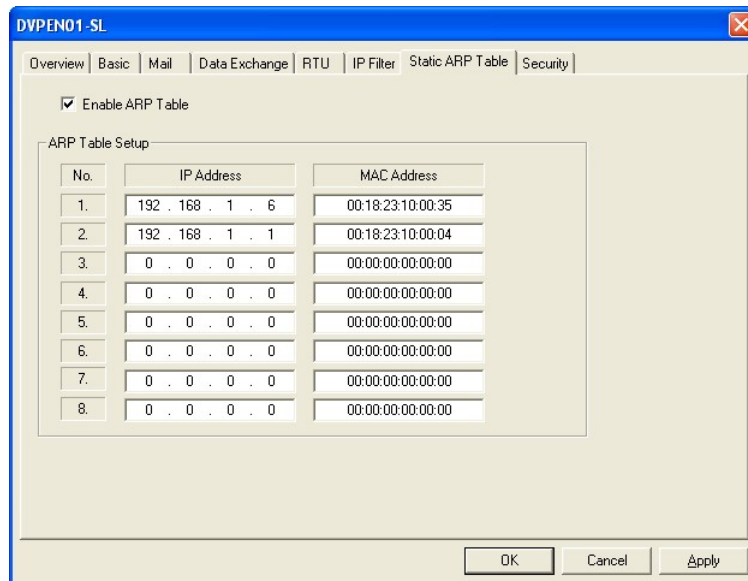 DVPEN01-SL
Overview Basic Mail Data Exchange RTU IP Filter Static ARP Table Security
Enable ARP Table
ARP Table Setup
No. IP Address MAC Address
1. 192 . 168 . 1 . 6 00:18:23:10:00:35
2. 192 . 168 . 1 . 1 00:18:23:10:00:04
3. 0 . 0 . 0 . 0 00:00:00:00:00:00
4. 0 . 0 . 0 . 0 00:00:00:00:00:00
5. 0 . 0 . 0 . 0 00:00:00:00:00:00
6. 0 . 0 . 0 . 0 00:00:00:00:00:00
7. 0 . 0 . 0 . 0 00:00:00:00:00:00
8. 0 . 0 . 0 . 0 00:00:00:00:00:00
OK Cancel Apply